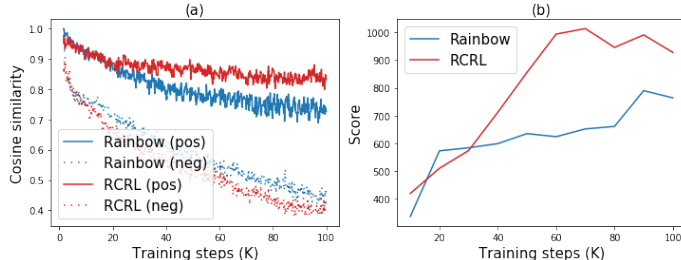 (a)
1.0
0.9
0.8
0.7
0.6
0.5
0.4
Cosine similarity
Rainbow (pos)
Rainbow (neg)
RCRL (pos)
RCRL (neg)
0
20
40
60
80
100
Training steps (K)
(b)
1000
900
800
700
600
500
400
Score
Rainbow
RCRL
20
40
60
80
100
Training steps (K)